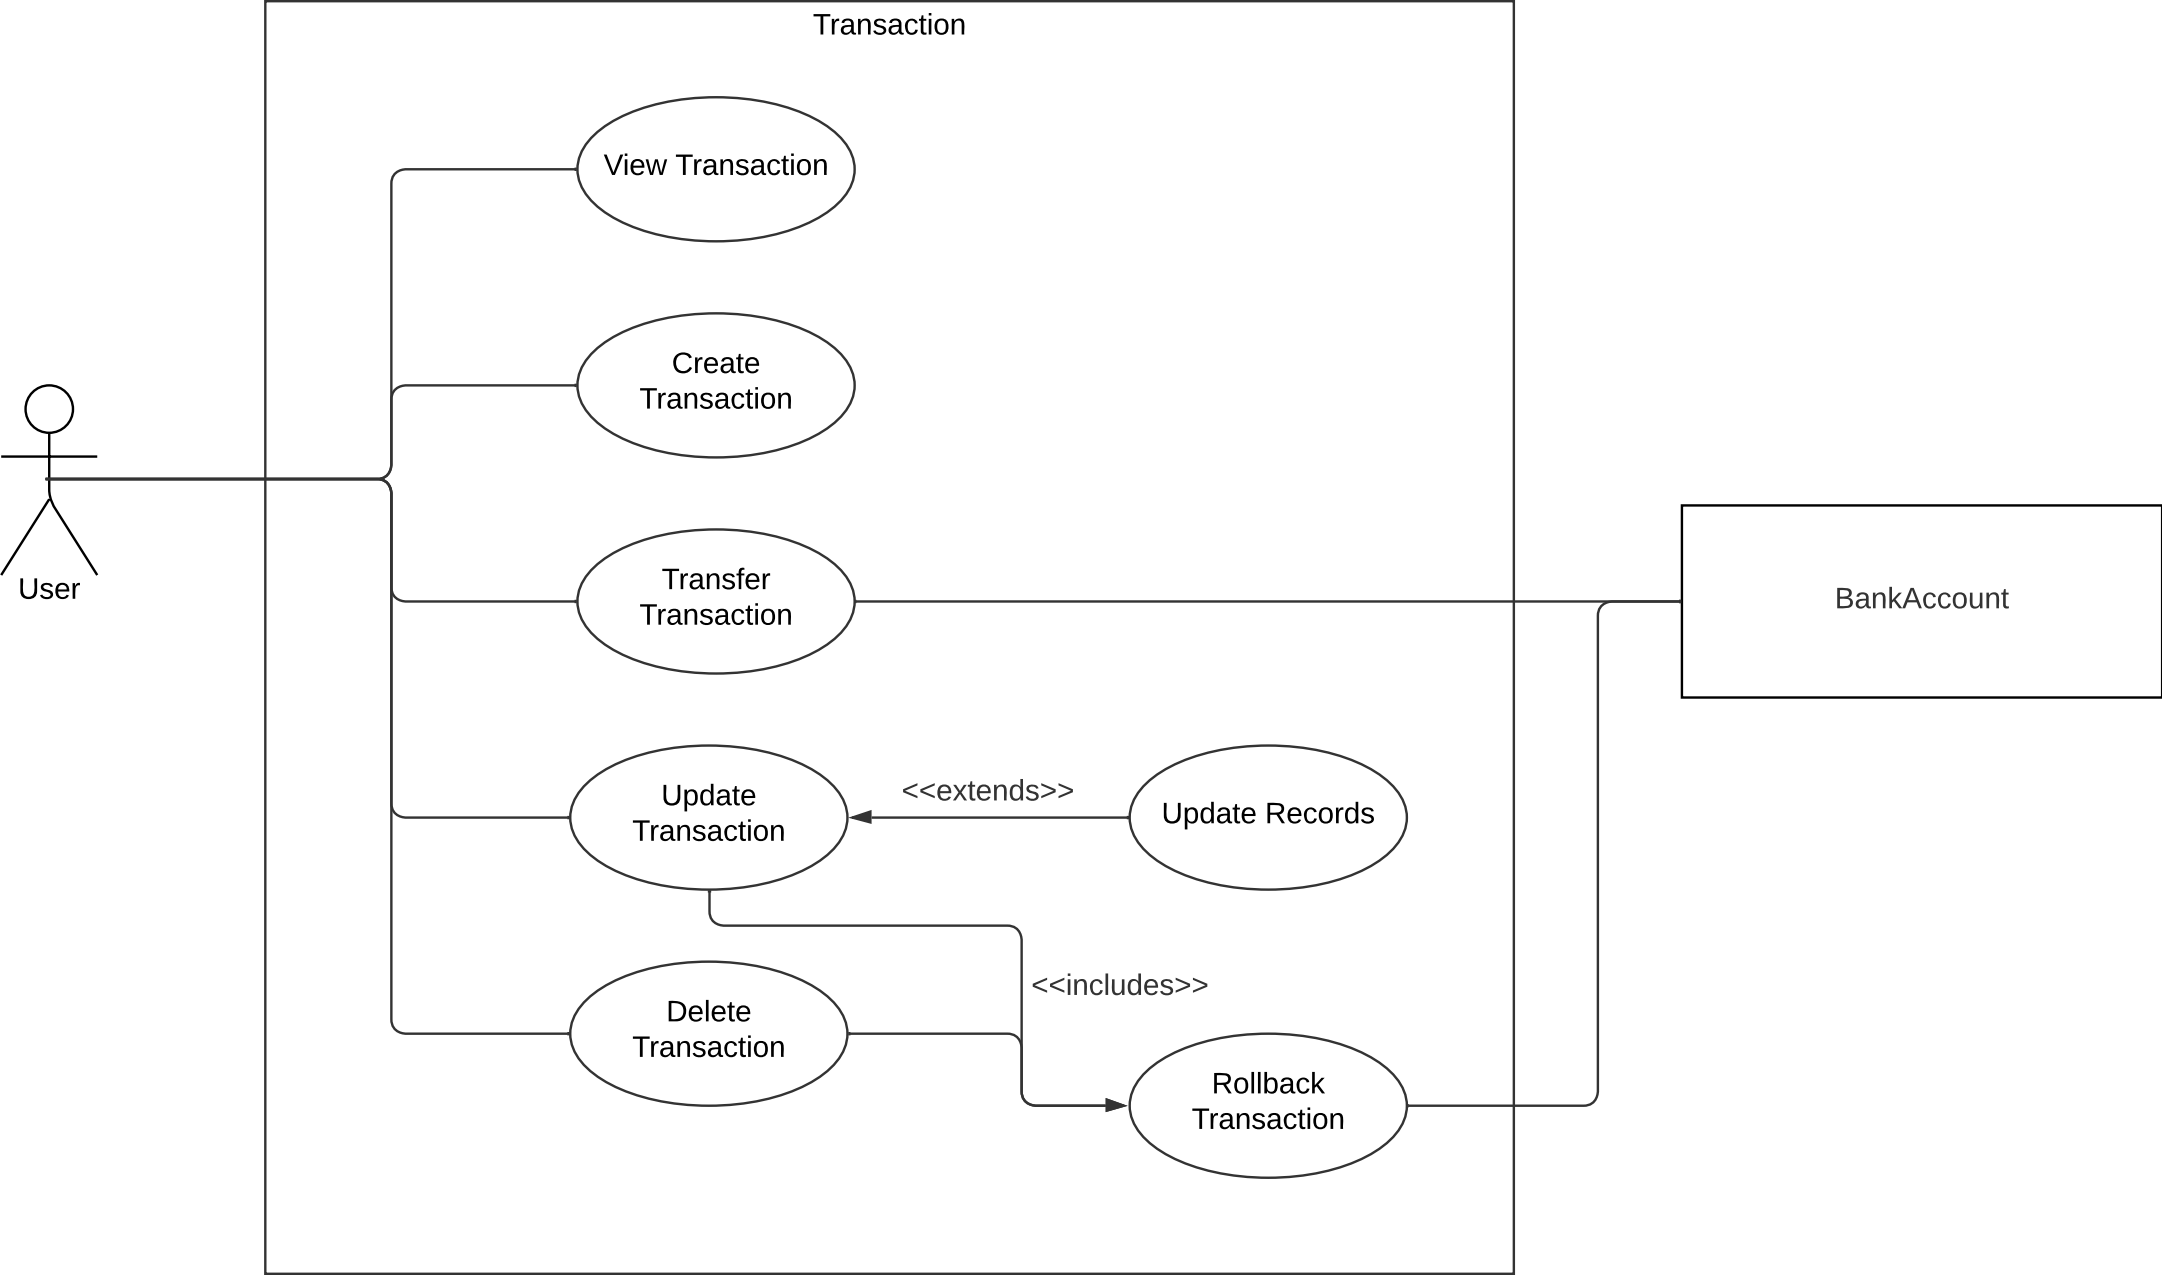 Transaction
View Transaction
Create
Transaction
User
Transfer
Transaction
BankAccount
Update
Transaction
<<extends>>
Update Records
<<includes>>
Delete
Transaction
Rollback
Transaction